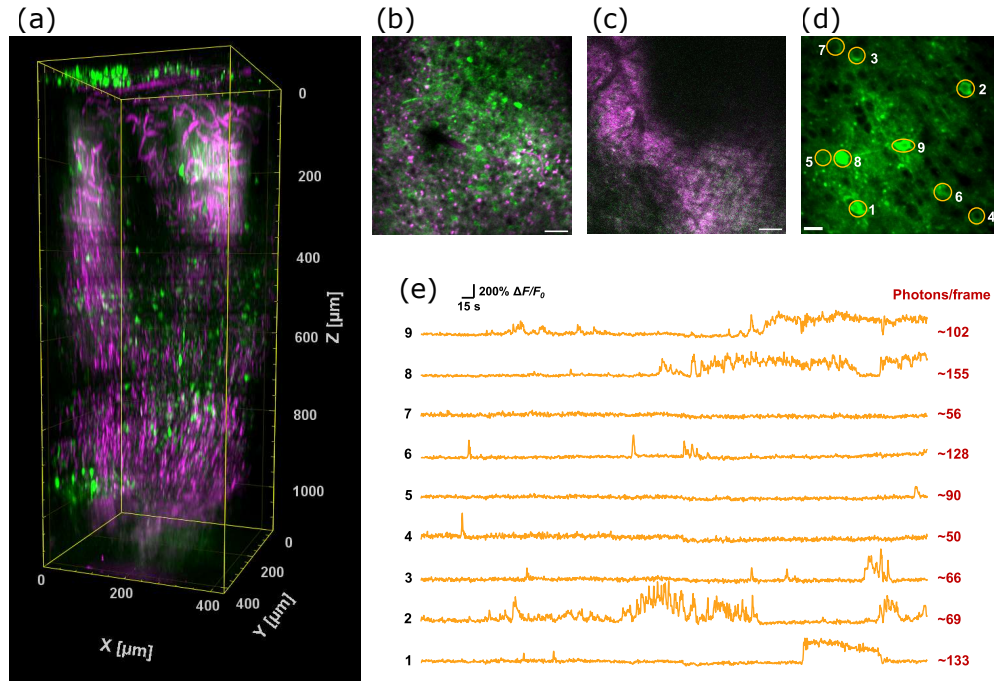 (a)
(b)
(c)
(d)
0
200
400
600
800
1000
Z [µm]
0
200
400
X [µm]
0
200
400
Y [µm]
7
3
2
5
8
9
6
1
4
(e)
200% ΔF/F₀
15 s
Photons/frame
9 ~102
8 ~155
7 ~56
6 ~128
5 ~90
4 ~50
3 ~66
2 ~69
1 ~133